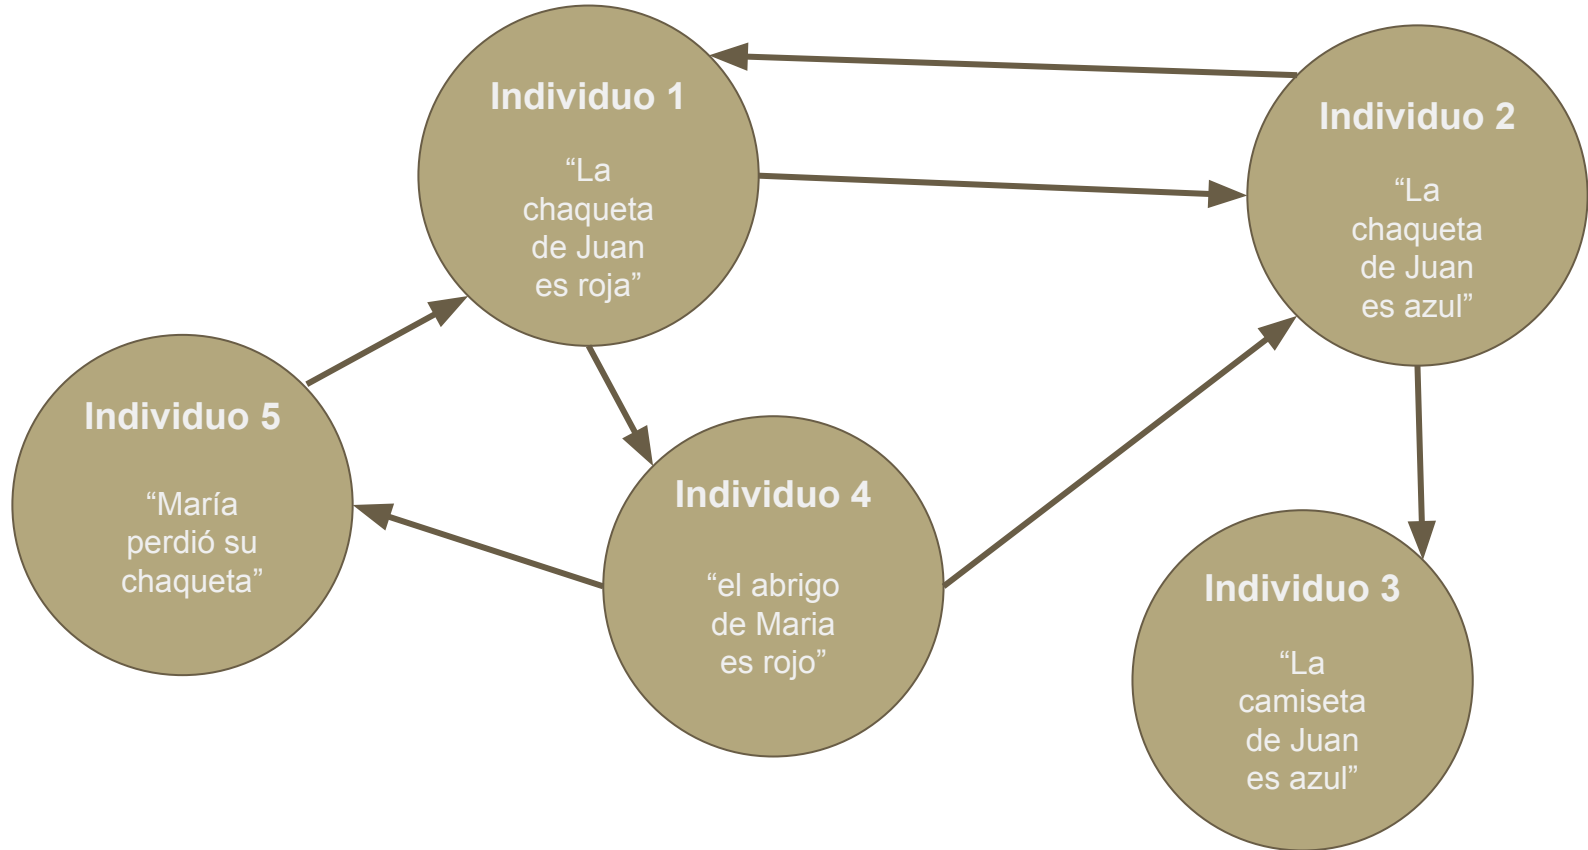 Individuo 1
“La
chaqueta
de Juan
es roja”
Individuo 2
“La
chaqueta
de Juan
es azul”
Individuo 5
“María
perdió su
chaqueta”
Individuo 4
“el abrigo
de Maria
es rojo”
Individuo 3
“La
camiseta
de Juan
es azul”